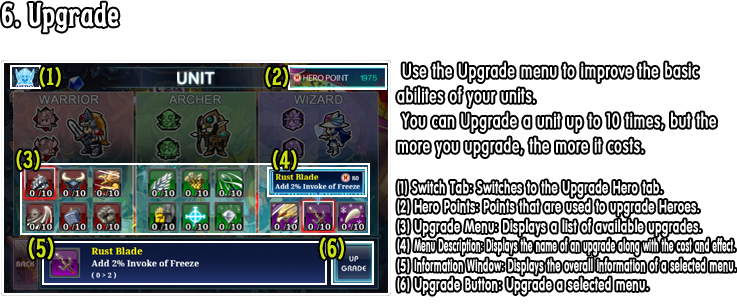 6. Upgrade
(1)
HERO
UNIT
(2)
HERO POINT 1975
WARRIOR
ARCHER
WIZARD
(3)
(4)
Rust Blade
80
Add 2% Invoke of Freeze
0/10 0/10 0/10 0/10 0/10 0/10
0/10 0/10 0/10 0/10 0/10 0/10 0/10 0/10 0/10
(5)
(6)
BACK
Rust Blade
Add 2% Invoke of Freeze
( 0 > 2 )
UP
GRADE
Use the Upgrade menu to improve the basic
abilites of your units.
You can Upgrade a unit up to 10 times, but the
more you upgrade, the more it costs.
(1) Switch Tab: Switches to the Upgrade Hero tab.
(2) Hero Points: Points that are used to upgrade Heroes.
(3) Upgrade Menu: Displays a list of available upgrades.
(4) Menu Description: Displays the name of an upgrade along with the cost and effect.
(5) Information Window: Displays the overall information of a selected menu.
(6) Upgrade Button: Upgrade a selected menu.